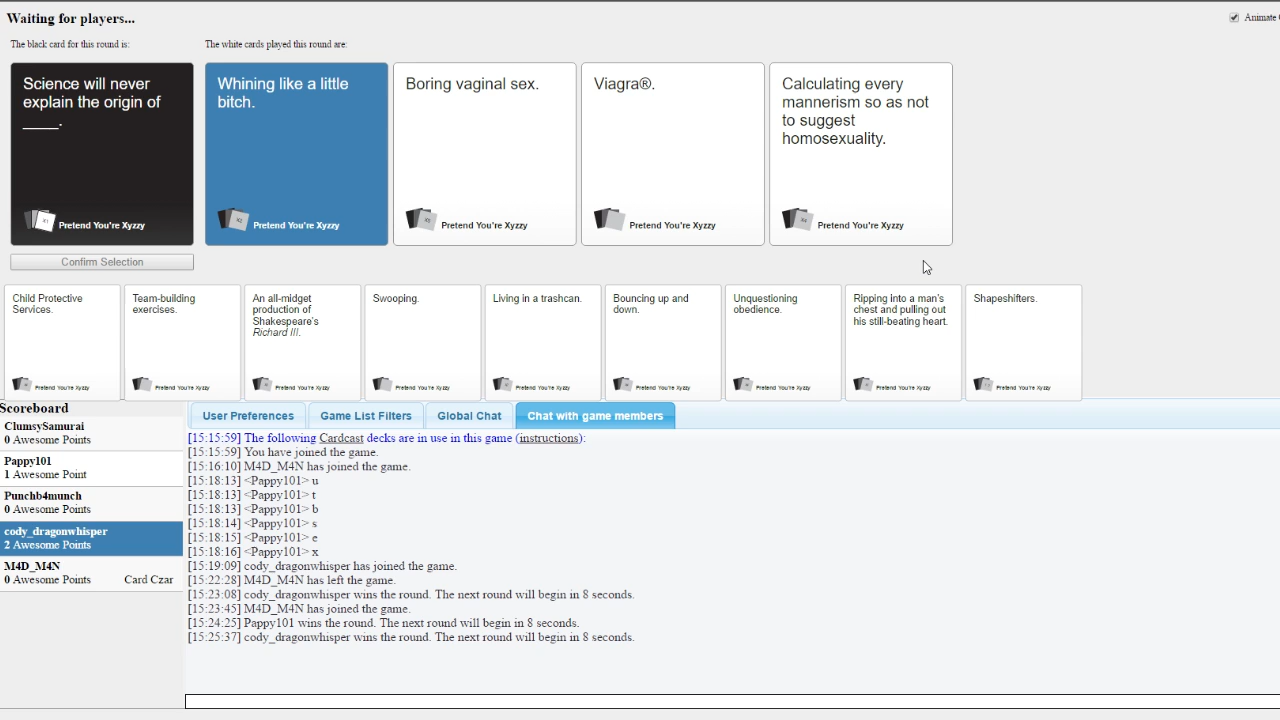 Waiting for players...
Animate
The black card for this round is:
The white cards played this round are:
Science will never
explain the origin of
____.
Pretend You're Xyzzy
Whining like a little
bitch.
Pretend You're Xyzzy
Boring vaginal sex.
Pretend You're Xyzzy
Viagra®.
Pretend You're Xyzzy
Calculating every
mannerism so as not
to suggest
homosexuality.
Pretend You're Xyzzy
Confirm Selection
Child Protective
Services.
Pretend You're Xyzzy
Team-building
exercises.
Pretend You're Xyzzy
An all-midget
production of
Shakespeare's
Richard III.
Pretend You're Xyzzy
Swooping.
Pretend You're Xyzzy
Living in a trashcan.
Pretend You're Xyzzy
Bouncing up and
down.
Pretend You're Xyzzy
Unquestioning
obedience.
Pretend You're Xyzzy
Ripping into a man's
chest and pulling out
his still-beating heart.
Pretend You're Xyzzy
Shapeshifters.
Pretend You're Xyzzy
Scoreboard
ClumsySamurai
0 Awesome Points
Pappy101
1 Awesome Point
Punchb4munch
0 Awesome Points
cody_dragonwhisper
2 Awesome Points
M4D_M4N
0 Awesome Points Card Czar
User Preferences Game List Filters Global Chat Chat with game members
[15:15:59] The following Cardcast decks are in use in this game (instructions):
[15:15:59] You have joined the game.
[15:16:10] M4D_M4N has joined the game.
[15:18:13] <Pappy101> u
[15:18:13] <Pappy101> t
[15:18:13] <Pappy101> b
[15:18:14] <Pappy101> s
[15:18:15] <Pappy101> e
[15:18:16] <Pappy101> x
[15:19:09] cody_dragonwhisper has joined the game.
[15:22:28] M4D_M4N has left the game.
[15:23:08] cody_dragonwhisper wins the round. The next round will begin in 8 seconds.
[15:23:45] M4D_M4N has joined the game.
[15:24:25] Pappy101 wins the round. The next round will begin in 8 seconds.
[15:25:37] cody_dragonwhisper wins the round. The next round will begin in 8 seconds.